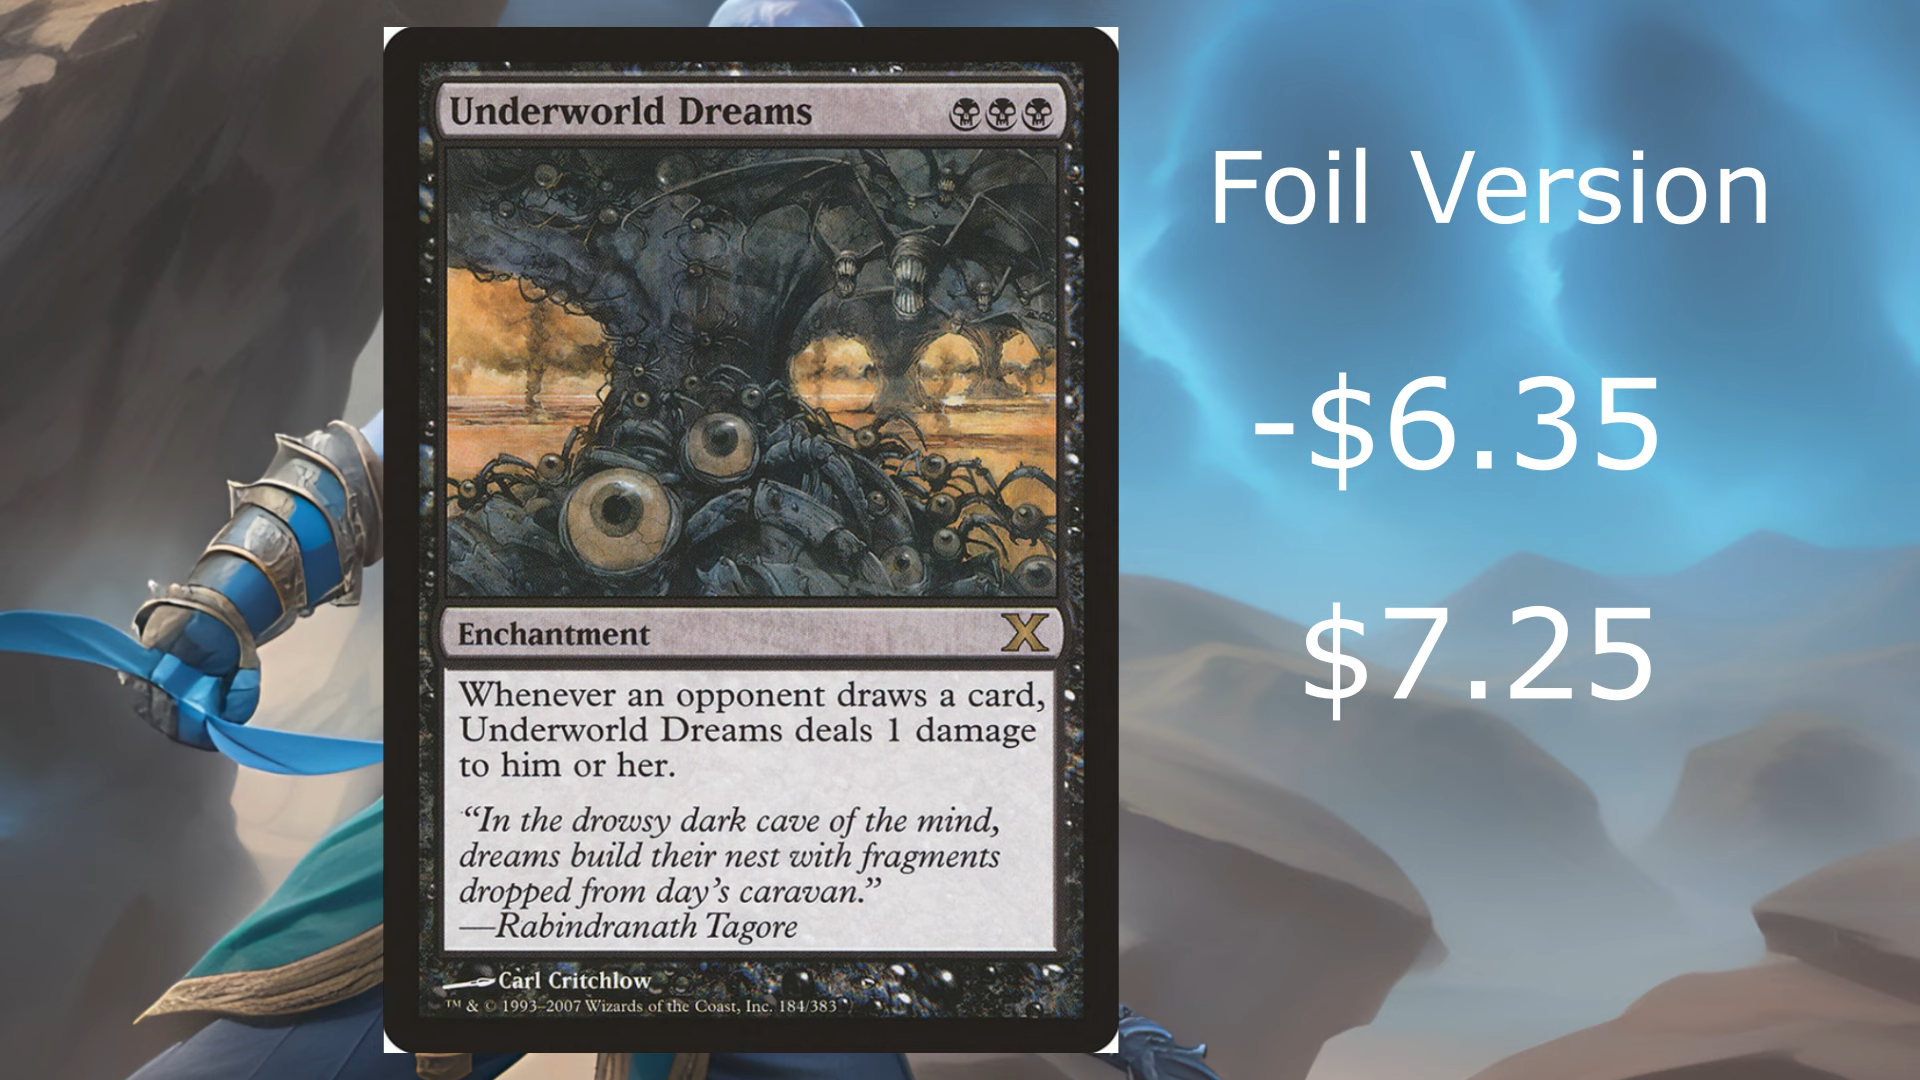 Underworld Dreams
Enchantment
Whenever an opponent draws a card,
Underworld Dreams deals 1 damage
to him or her.
“In the drowsy dark cave of the mind,
dreams build their nest with fragments
dropped from day’s caravan.”
—Rabindranath Tagore
Carl Critchlow
™ & © 1993–2007 Wizards of the Coast, Inc. 184/383
Foil Version
-$6.35
$7.25